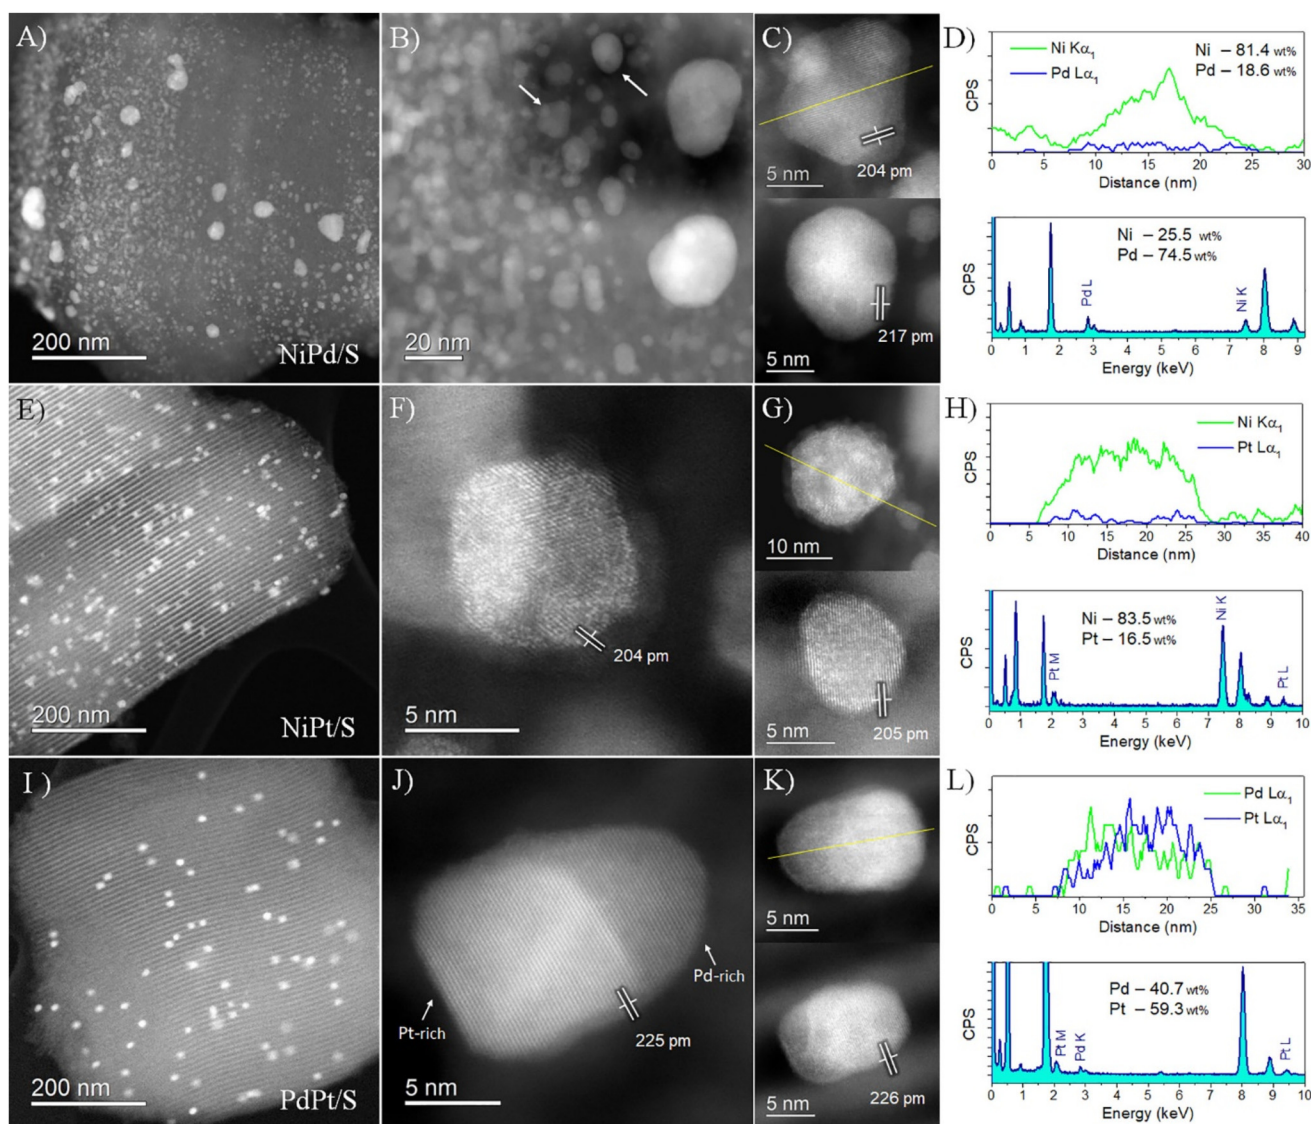 A)
200 nm
NiPd/S
B)
20 nm
C)
204 pm
5 nm
217 pm
5 nm
D)
Ni Kα1
Pd Lα1
Ni – 81.4 wt%
Pd – 18.6 wt%
CPS
0 5 10 15 20 25 30
Distance (nm)
Ni – 25.5 wt%
Pd – 74.5 wt%
CPS
Pd L
Ni K
0 1 2 3 4 5 6 7 8 9
Energy (keV)
E)
200 nm
NiPt/S
F)
204 pm
5 nm
G)
10 nm
5 nm
205 pm
H)
Ni Kα1
Pt Lα1
CPS
0 5 10 15 20 25 30 35 40
Distance (nm)
Ni – 83.5 wt%
Pt – 16.5 wt%
CPS
Pt M
Ni K
Pt L
0 1 2 3 4 5 6 7 8 9 10
Energy (keV)
I)
200 nm
PdPt/S
J)
Pd-rich
Pt-rich
225 pm
5 nm
K)
5 nm
5 nm
226 pm
L)
Pd Lα1
Pt Lα1
CPS
0 5 10 15 20 25 30 35
Distance (nm)
Pd – 40.7 wt%
Pt – 59.3 wt%
CPS
Pt M
Pd K
Pt L
0 1 2 3 4 5 6 7 8 9 10
Energy (keV)